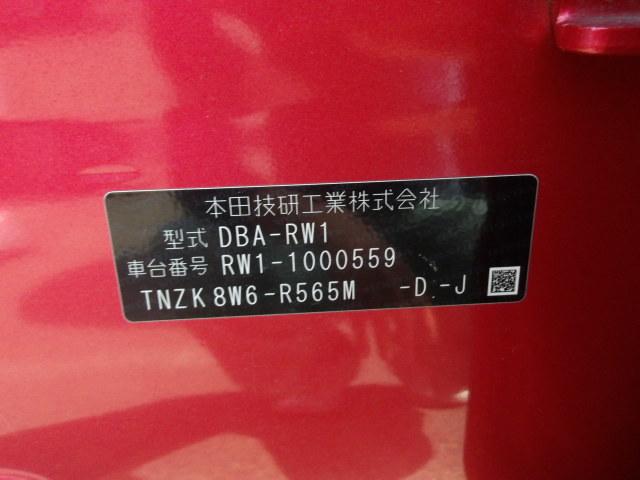 本田技研工業株式会社
型式 DBA-RW1
車台番号 RW1-1000559
TNZK 8W6-R565M -D -J